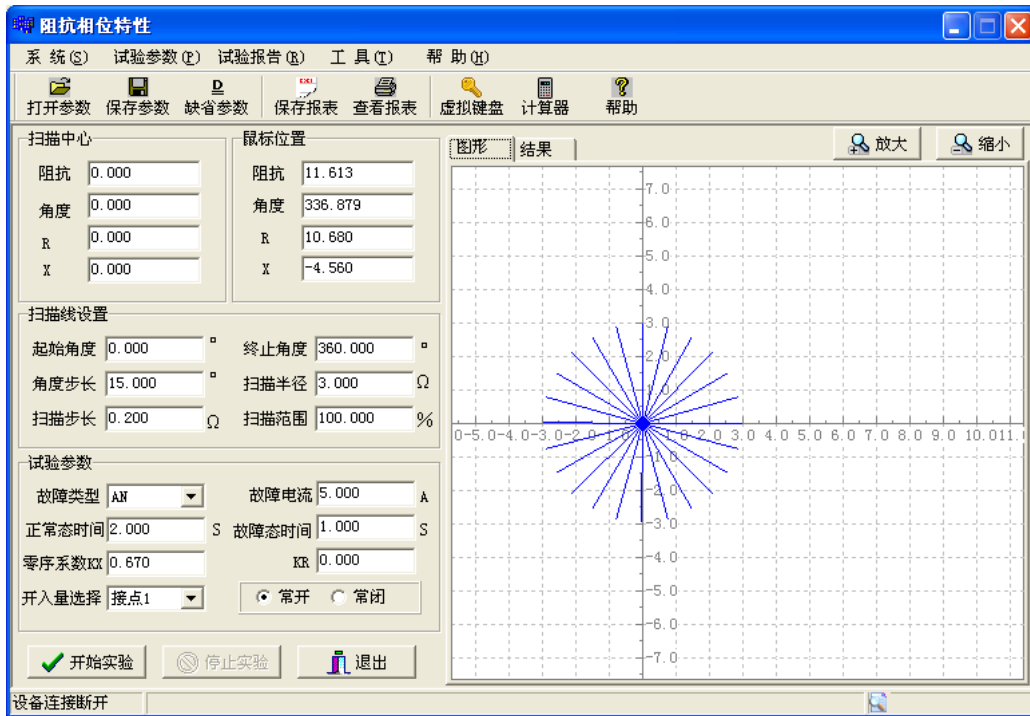 阻抗相位特性
系 统(S) 试验参数(P) 试验报告(R) 工 具(T) 帮 助(H)
打开参数 保存参数 D 缺省参数 保存报表 查看报表 虚拟键盘 计算器 帮助
扫描中心
阻抗 0.000
角度 0.000
R 0.000
X 0.000
鼠标位置
阻抗 11.613
角度 336.879
R 10.680
X -4.560
扫描线设置
起始角度 0.000 ° 终止角度 360.000 °
角度步长 15.000 ° 扫描半径 3.000 Ω
扫描步长 0.200 Ω 扫描范围 100.000 %
试验参数
故障类型 AN 故障电流 5.000 A
正常态时间 2.000 S 故障态时间 1.000 S
零序系数KX 0.670 KR 0.000
开入量选择 接点1 常开 常闭
开始实验 停止实验 退出
图形 结果 放大 缩小
7.0
6.0
5.0
4.0
3.0
2.0
1.0
0-5.0-4.0-3.0-2.0-1.0 1.0 2.0 3.0 4.0 5.0 6.0 7.0 8.0 9.0 10.011.
-1.0
-2.0
-3.0
-4.0
-5.0
-6.0
-7.0
设备连接断开